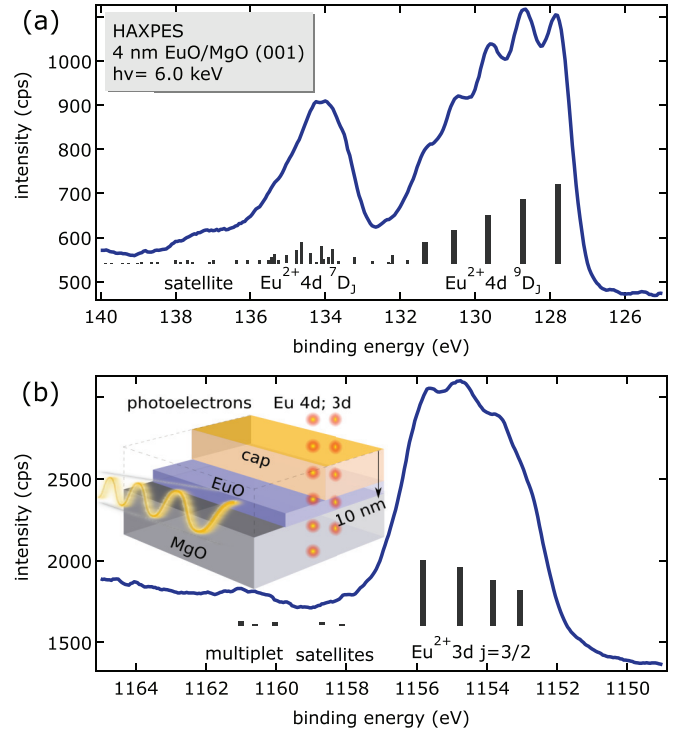 (a)
HAXPES
4 nm EuO/MgO (001)
hν= 6.0 keV
intensity (cps)
1000
900
800
700
600
500
satellite
Eu²⁺4d ⁷D_J
Eu²⁺4d ⁹D_J
140 138 136 134 132 130 128 126
binding energy (eV)
(b)
photoelectrons
Eu 4d; 3d
cap
EuO
MgO
10 nm
intensity (cps)
2500
2000
1500
multiplet satellites
Eu²⁺3d j=3/2
1164 1162 1160 1158 1156 1154 1152 1150
binding energy (eV)